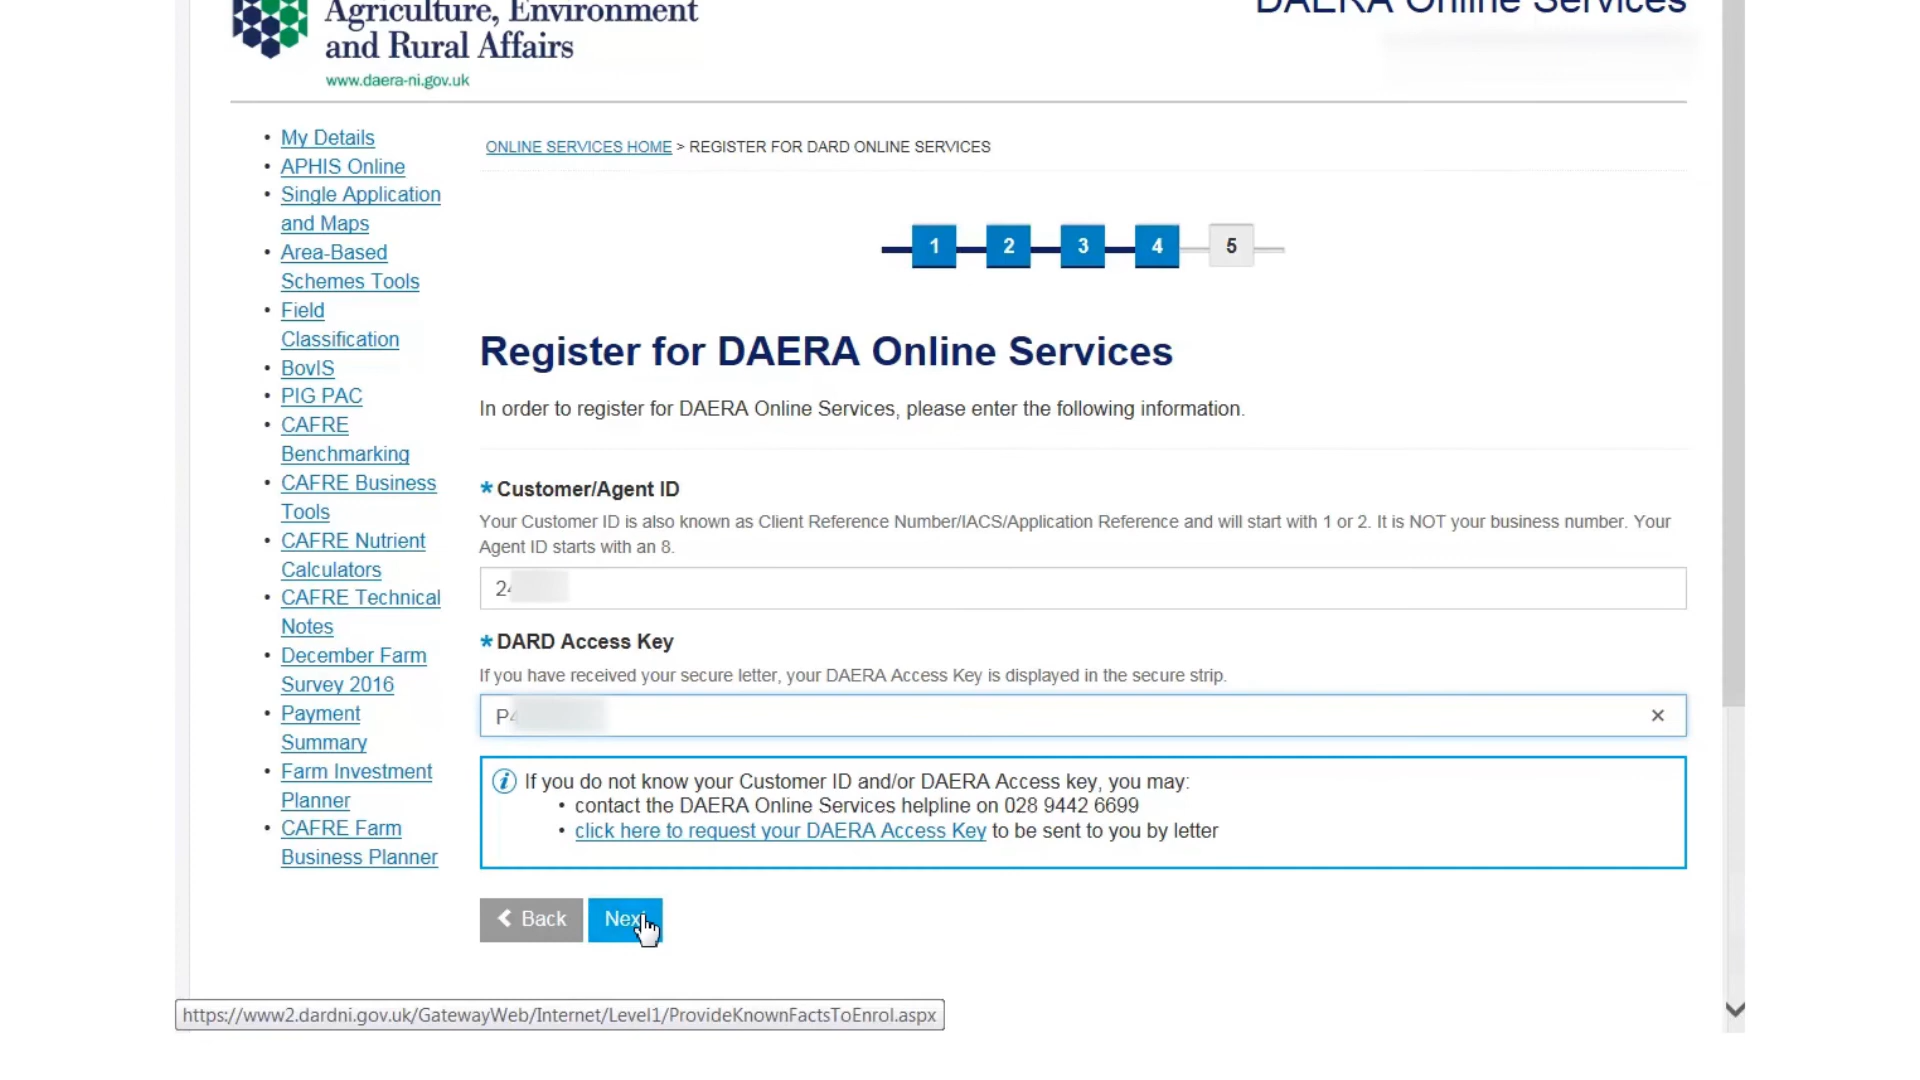 Agriculture, Environment
and Rural Affairs
www.daera-ni.gov.uk
DAERA Online Services
• My Details
• APHIS Online
• Single Application
and Maps
• Area-Based
Schemes Tools
• Field
Classification
• BovIS
• PIG PAC
• CAFRE
Benchmarking
• CAFRE Business
Tools
• CAFRE Nutrient
Calculators
• CAFRE Technical
Notes
• December Farm
Survey 2016
• Payment
Summary
• Farm Investment
Planner
• CAFRE Farm
Business Planner
ONLINE SERVICES HOME > REGISTER FOR DARD ONLINE SERVICES
1 2 3 4 5
Register for DAERA Online Services
In order to register for DAERA Online Services, please enter the following information.
* Customer/Agent ID
Your Customer ID is also known as Client Reference Number/IACS/Application Reference and will start with 1 or 2. It is NOT your business number. Your
Agent ID starts with an 8.
24
* DARD Access Key
If you have received your secure letter, your DAERA Access Key is displayed in the secure strip.
P4
If you do not know your Customer ID and/or DAERA Access key, you may:
• contact the DAERA Online Services helpline on 028 9442 6699
• click here to request your DAERA Access Key to be sent to you by letter
Back Next
https://www2.dardni.gov.uk/GatewayWeb/Internet/Level1/ProvideKnownFactsToEnrol.aspx